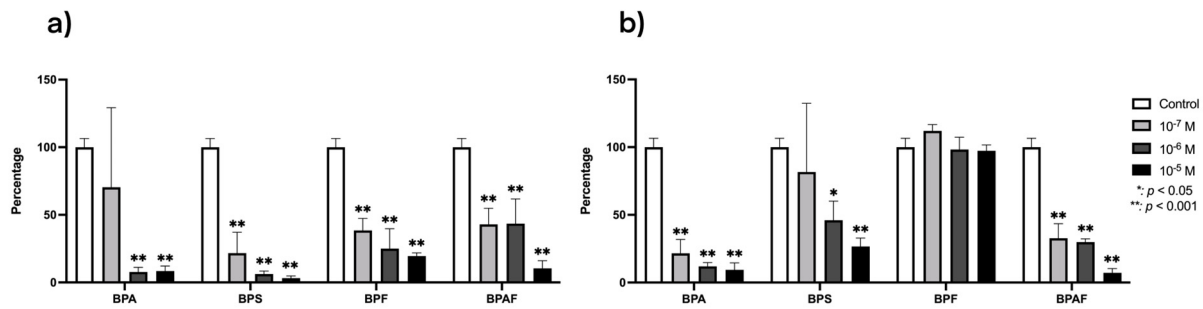 a)
150
100
50
0
Percentage
**
**
**
**
**
**
**
**
**
**
**
BPA
BPS
BPF
BPAF
b)
150
100
50
0
Percentage
**
**
**
*
**
**
**
**
BPA
BPS
BPF
BPAF
Control
10⁻⁷ M
10⁻⁶ M
10⁻⁵ M
*: p < 0.05
**: p < 0.001